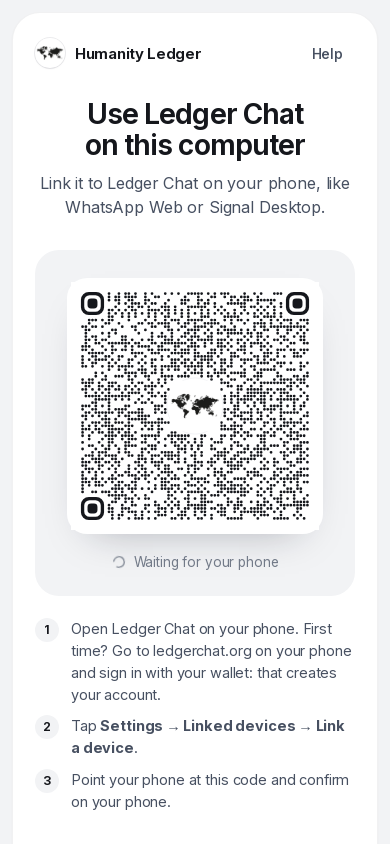 Humanity Ledger
Help
Use Ledger Chat
on this computer
Link it to Ledger Chat on your phone, like
WhatsApp Web or Signal Desktop.
Waiting for your phone
1 Open Ledger Chat on your phone. First
time? Go to ledgerchat.org on your phone
and sign in with your wallet: that creates
your account.
2 Tap Settings → Linked devices → Link
a device.
3 Point your phone at this code and confirm
on your phone.